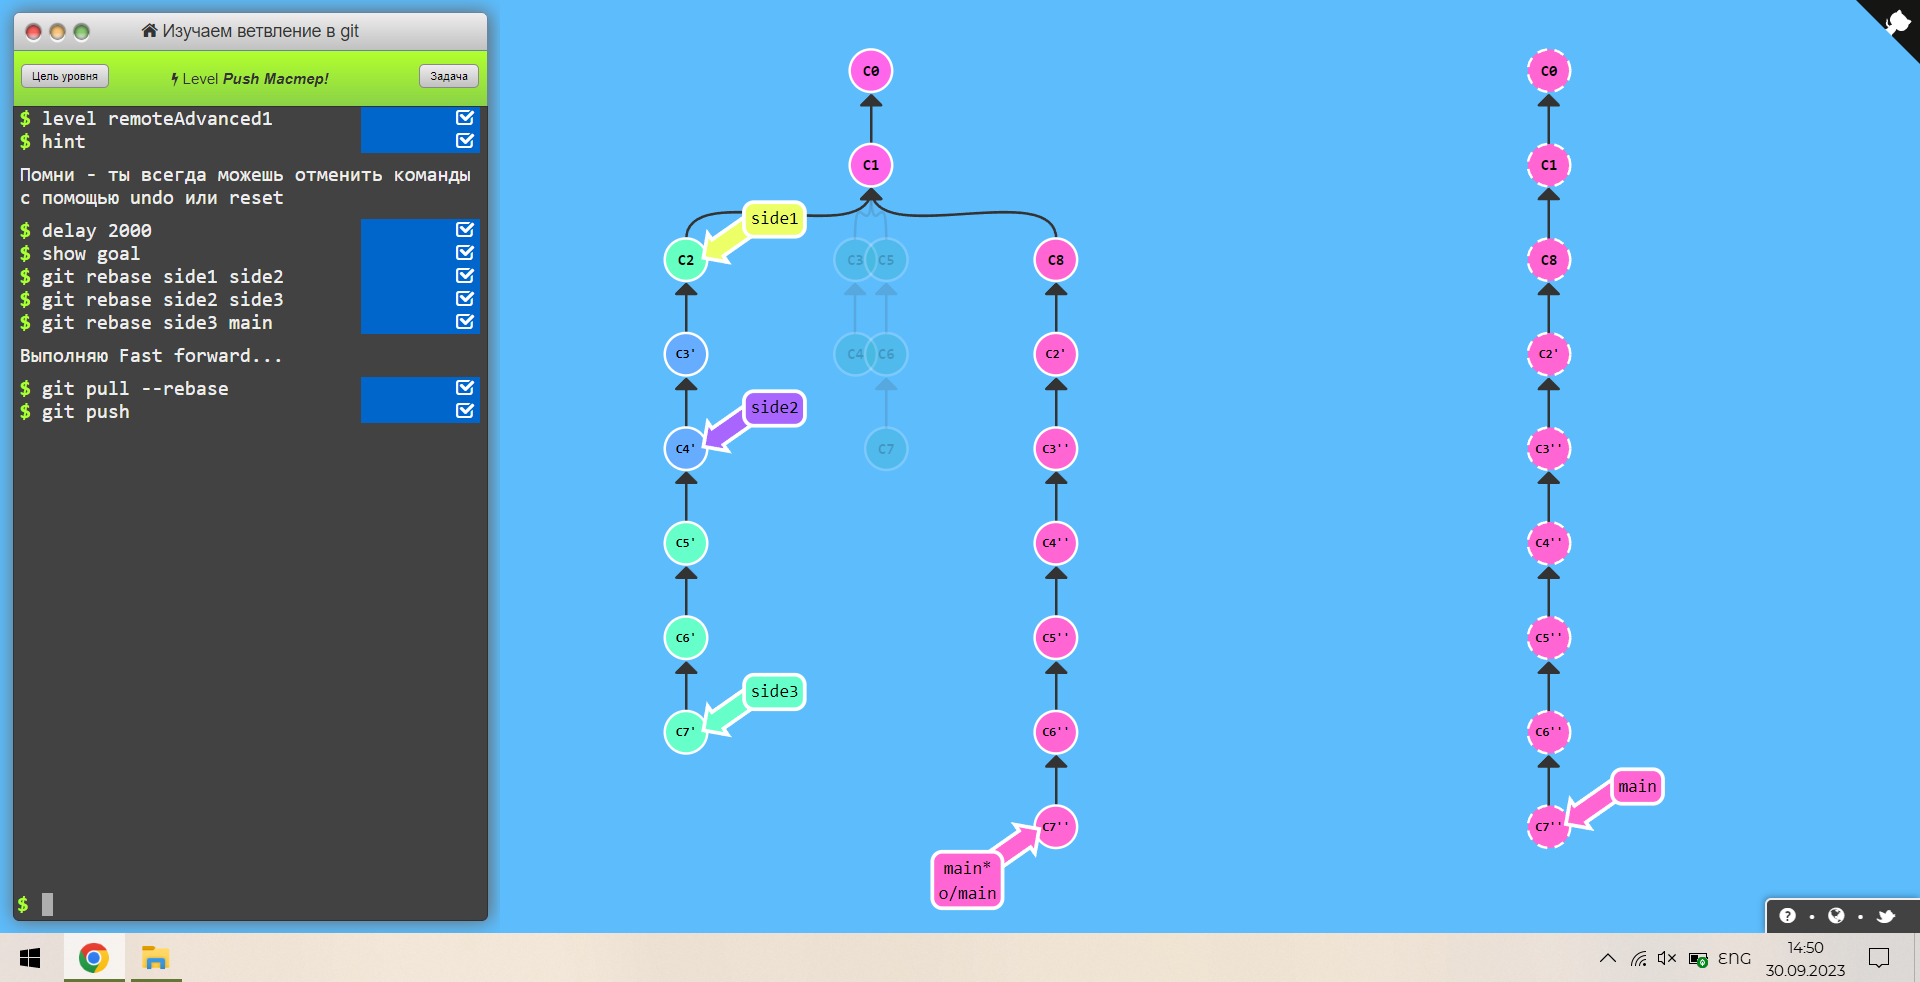 Изучаем ветвление в git
Цель уровня
Level Push Мастер!
Задача
$ level remoteAdvanced1
$ hint
Помни - ты всегда можешь отменить команды
с помощью undo или reset
$ delay 2000
$ show goal
$ git rebase side1 side2
$ git rebase side2 side3
$ git rebase side3 main
Выполняю Fast forward...
$ git pull --rebase
$ git push
$
C0
C1
side1
C2
C3
C5
C8
C3'
C4
C6
C2'
side2
C4'
C7
C3''
C5'
C4''
C6'
C5''
side3
C7'
C6''
C7''
main*
o/main
C0
C1
C8
C2'
C3''
C4''
C5''
C6''
main
C7''
?
ENG
14:50
30.09.2023